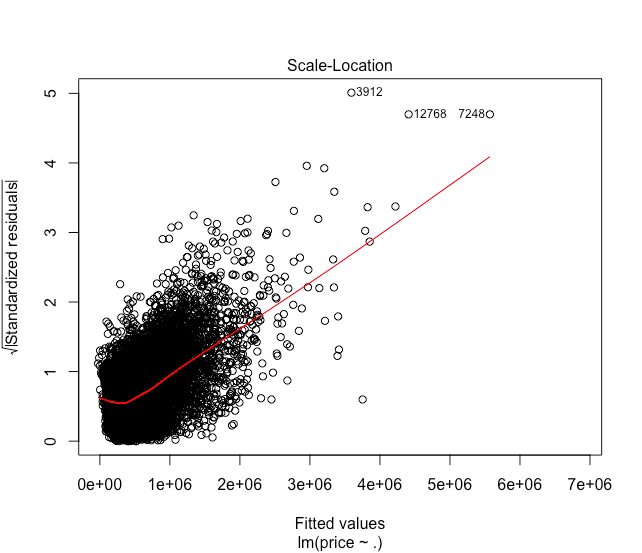 Scale-Location
5
4
3
2
1
0
√|Standardized residuals|
3912
12768
7248
0e+00 1e+06 2e+06 3e+06 4e+06 5e+06 6e+06 7e+06
Fitted values
lm(price ~ .)